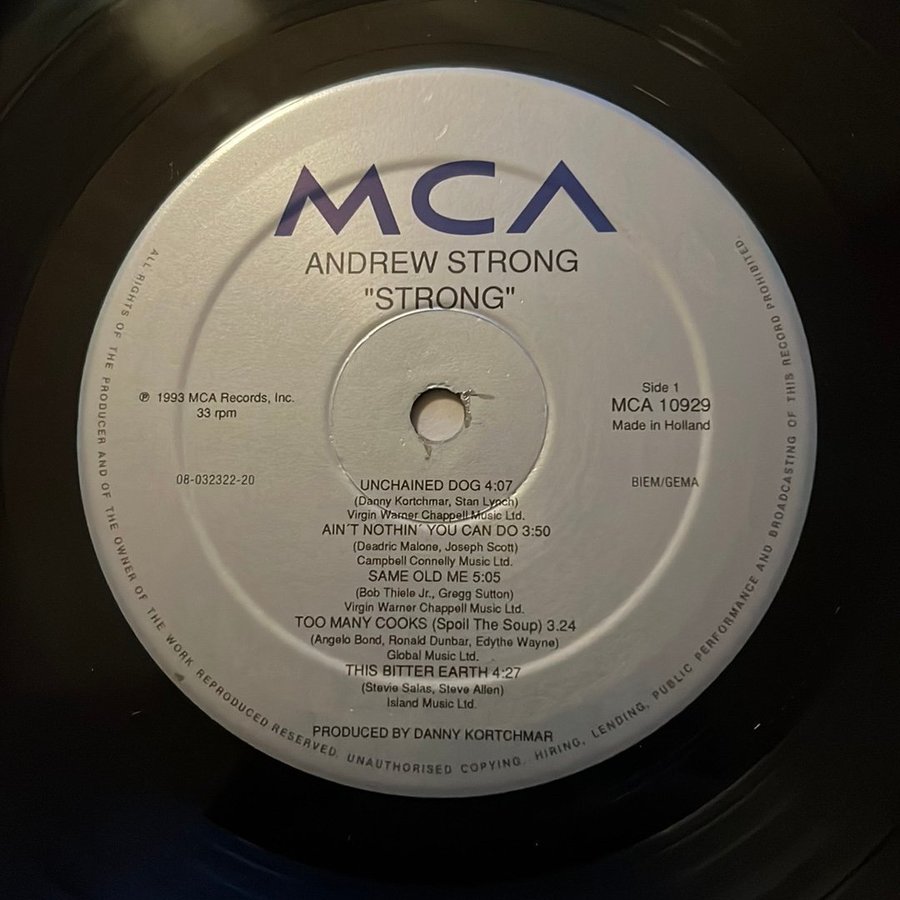 MCA
ANDREW STRONG
"STRONG"
℗ 1993 MCA Records, Inc.
33 rpm
08-032322-20
Side 1
MCA 10929
Made in Holland
BIEM/GEMA
UNCHAINED DOG 4:07
(Danny Kortchmar, Stan Lynch)
Virgin Warner Chappell Music Ltd.
AIN´T NOTHIN´ YOU CAN DO 3:50
(Deadric Malone, Joseph Scott)
Campbell Connelly Music Ltd.
SAME OLD ME 5:05
(Bob Thiele Jr., Gregg Sutton)
Virgin Warner Chappell Music Ltd.
TOO MANY COOKS (Spoil The Soup) 3.24
(Angelo Bond, Ronald Dunbar, Edythe Wayne)
Global Music Ltd.
THIS BITTER EARTH 4:27
(Stevie Salas, Steve Allen)
Island Music Ltd.
PRODUCED BY DANNY KORTCHMAR
ALL RIGHTS OF THE PRODUCER AND OF THE OWNER OF THE WORK REPRODUCED RESERVED. UNAUTHORISED COPYING, HIRING, LENDING, PUBLIC PERFORMANCE AND BROADCASTING OF THIS RECORD PROHIBITED.